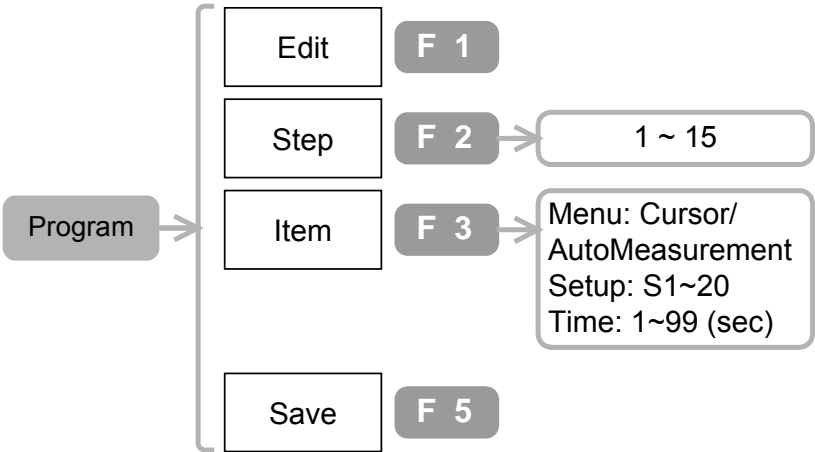 Edit
F 1
Step
F 2
1 ~ 15
Program
Item
F 3
Menu: Cursor/
AutoMeasurement
Setup: S1~20
Time: 1~99 (sec)
Save
F 5